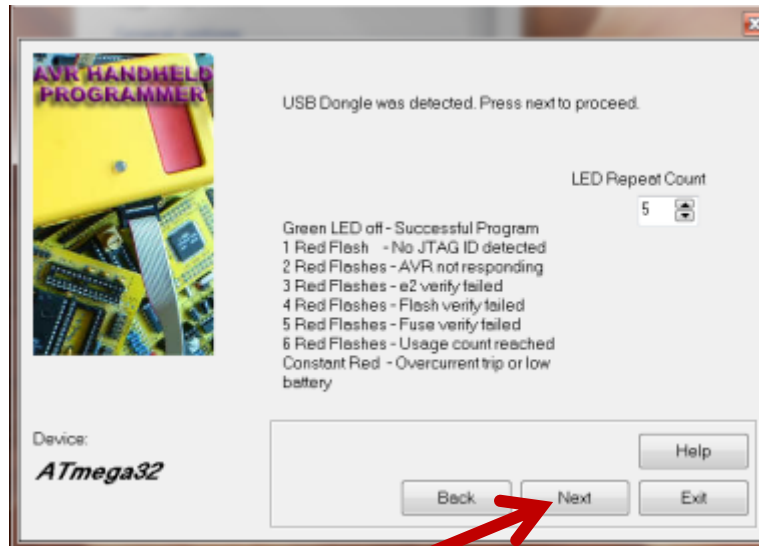 AVR HANDHELD
PROGRAMMER
USB Dongle was detected. Press next to proceed.
LED Repeat Count
5
Green LED off - Successful Program
1 Red Flash - No JTAG ID detected
2 Red Flashes - AVR not responding
3 Red Flashes - e2 verify failed
4 Red Flashes - Flash verify failed
5 Red Flashes - Fuse verify failed
6 Red Flashes - Usage count reached
Constant Red - Overcurrent trip or low
battery
Device:
ATmega32
Help
Back Next Exit